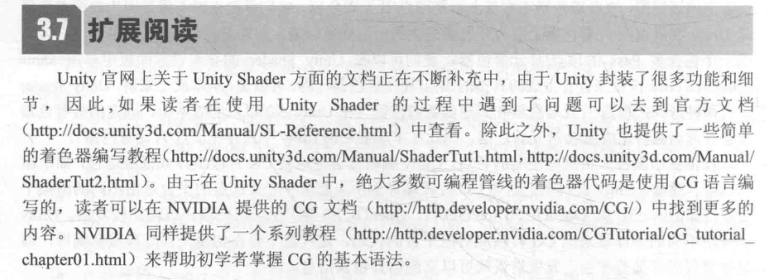 3.7 扩展阅读
Unity 官网上关于 Unity Shader 方面的文档正在不断补充中，由于 Unity 封装了很多功能和细
节，因此,如果读者在使用 Unity Shader 的过程中遇到了问题可以去到官方文档
（http://docs.unity3d.com/Manual/SL-Reference.html）中查看。除此之外，Unity 也提供了一些简单
的着色器编写教程（http://docs.unity3d.com/Manual/ShaderTut1.html，http://docs.unity3d.com/Manual/
ShaderTut2.html）。由于在 Unity Shader 中，绝大多数可编程管线的着色器代码是使用 CG 语言编
写的，读者可以在 NVIDIA 提供的 CG 文档（http://http.developer.nvidia.com/CG/）中找到更多的
内容。NVIDIA 同样提供了一个系列教程（http://http.developer.nvidia.com/CGTutorial/cG_tutorial_
chapter01.html）来帮助初学者掌握 CG 的基本语法。